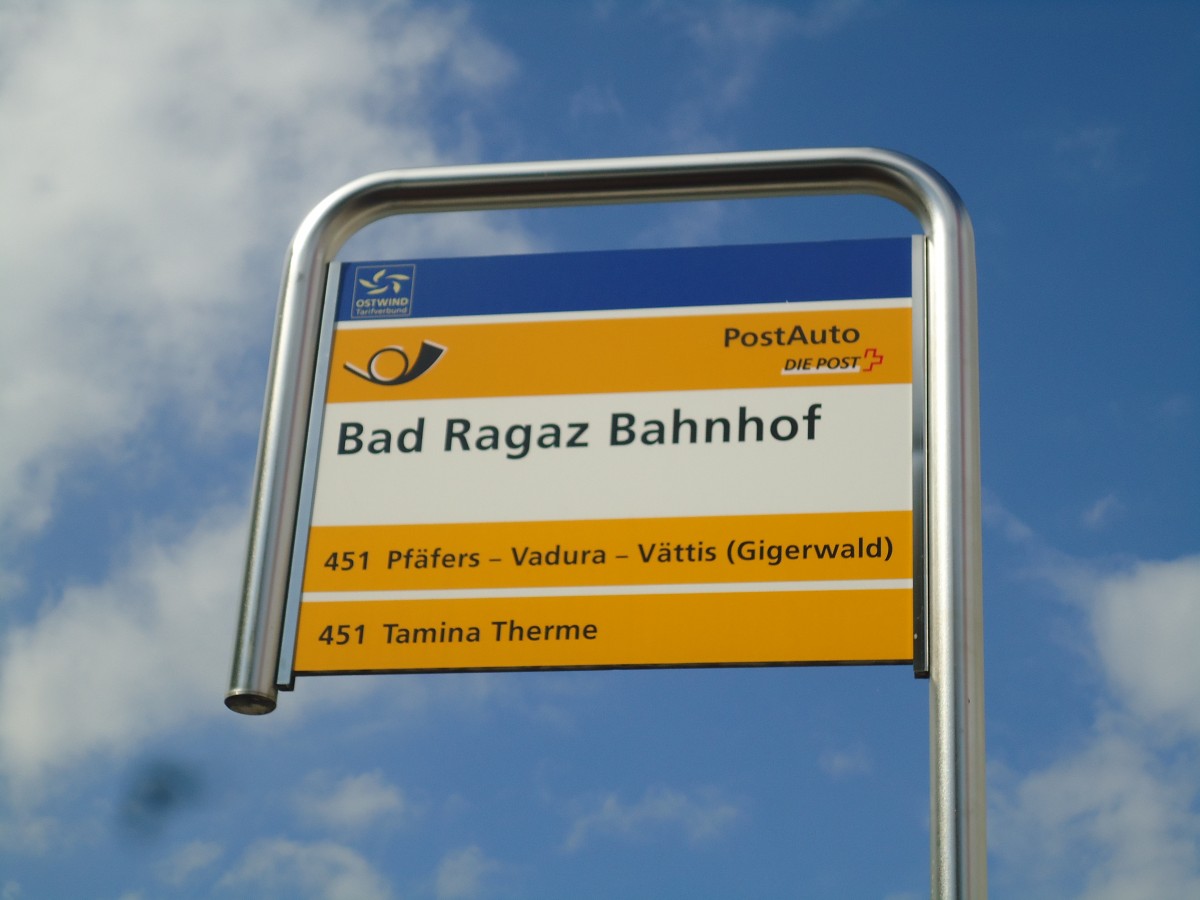 OSTWIND
Tarifverbund
PostAuto
DIE POST
Bad Ragaz Bahnhof
451 Pfäfers – Vadura – Vättis (Gigerwald)
451 Tamina Therme